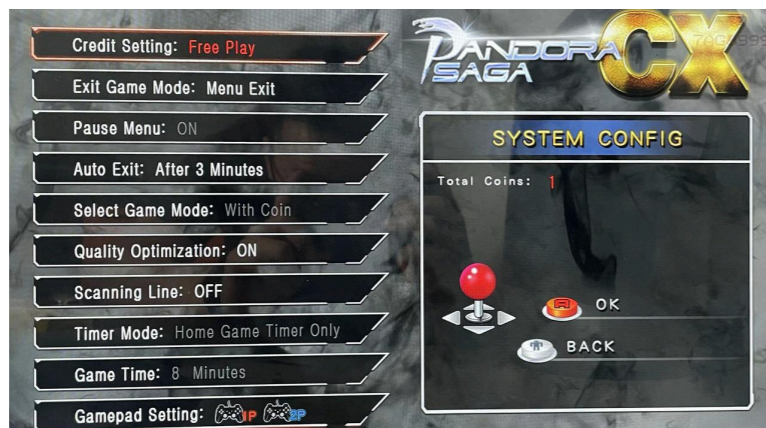 Credit Setting: Free Play
Exit Game Mode: Menu Exit
Pause Menu: ON
Auto Exit: After 3 Minutes
Select Game Mode: With Coin
Quality Optimization: ON
Scanning Line: OFF
Timer Mode: Home Game Timer Only
Game Time: 8 Minutes
Gamepad Setting: 1P 2P
PANDORA
SAGA
CX
SYSTEM CONFIG
Total Coins: 1
A OK
BACK